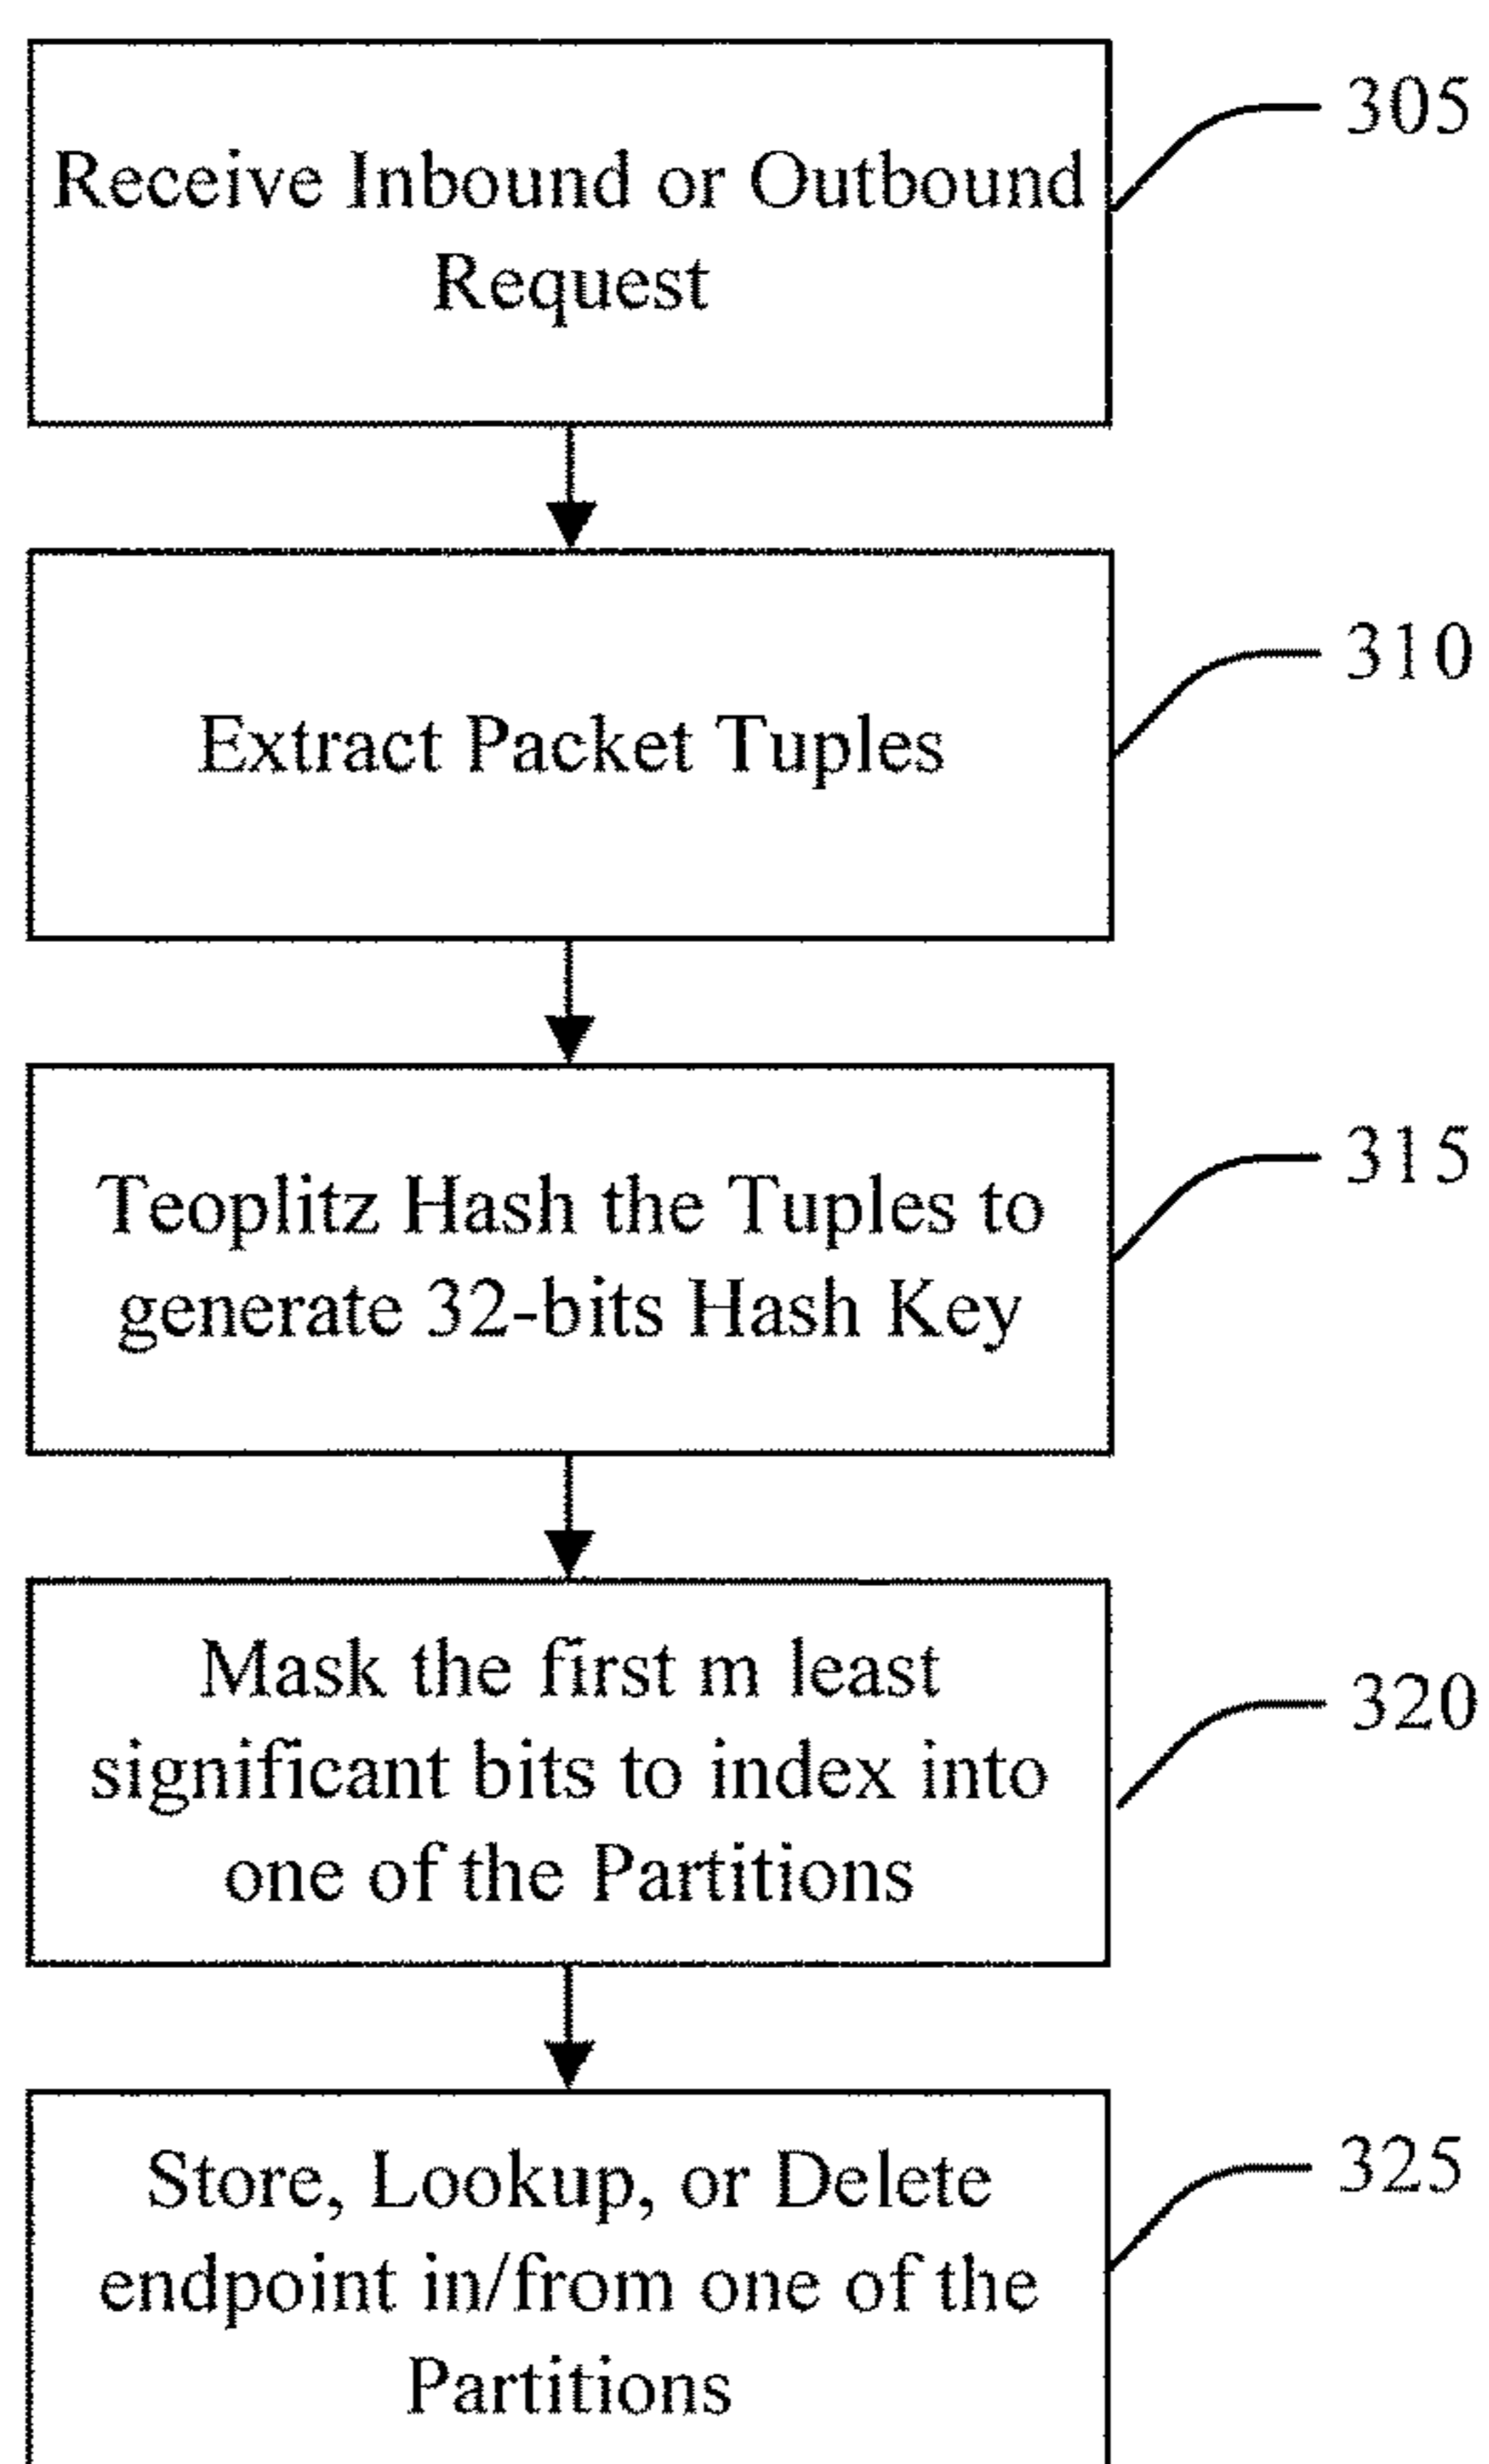 Receive Inbound or Outbound
Request
305
Extract Packet Tuples
310
Teoplitz Hash the Tuples to
generate 32-bits Hash Key
315
Mask the first m least
significant bits to index into
one of the Partitions
320
Store, Lookup, or Delete
endpoint in/from one of the
Partitions
325